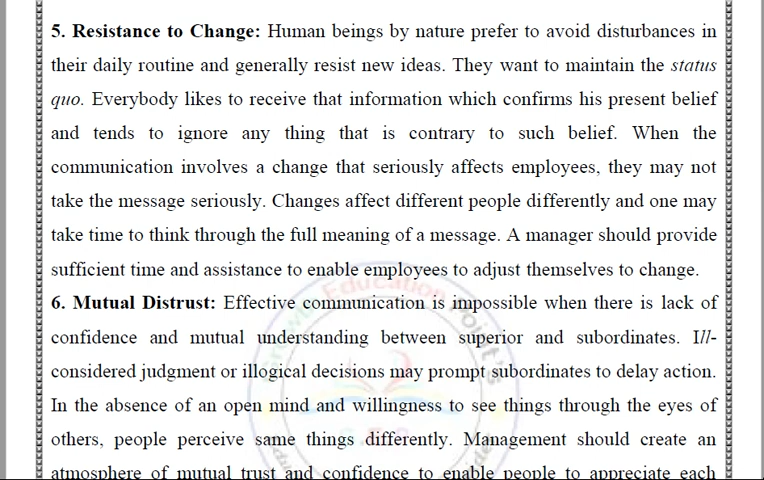 5. Resistance to Change: Human beings by nature prefer to avoid disturbances in
their daily routine and generally resist new ideas. They want to maintain the status
quo. Everybody likes to receive that information which confirms his present belief
and tends to ignore any thing that is contrary to such belief. When the
communication involves a change that seriously affects employees, they may not
take the message seriously. Changes affect different people differently and one may
take time to think through the full meaning of a message. A manager should provide
sufficient time and assistance to enable employees to adjust themselves to change.
6. Mutual Distrust: Effective communication is impossible when there is lack of
confidence and mutual understanding between superior and subordinates. Ill-
considered judgment or illogical decisions may prompt subordinates to delay action.
In the absence of an open mind and willingness to see things through the eyes of
others, people perceive same things differently. Management should create an
atmosphere of mutual trust and confidence to enable people to appreciate each
Education Point's